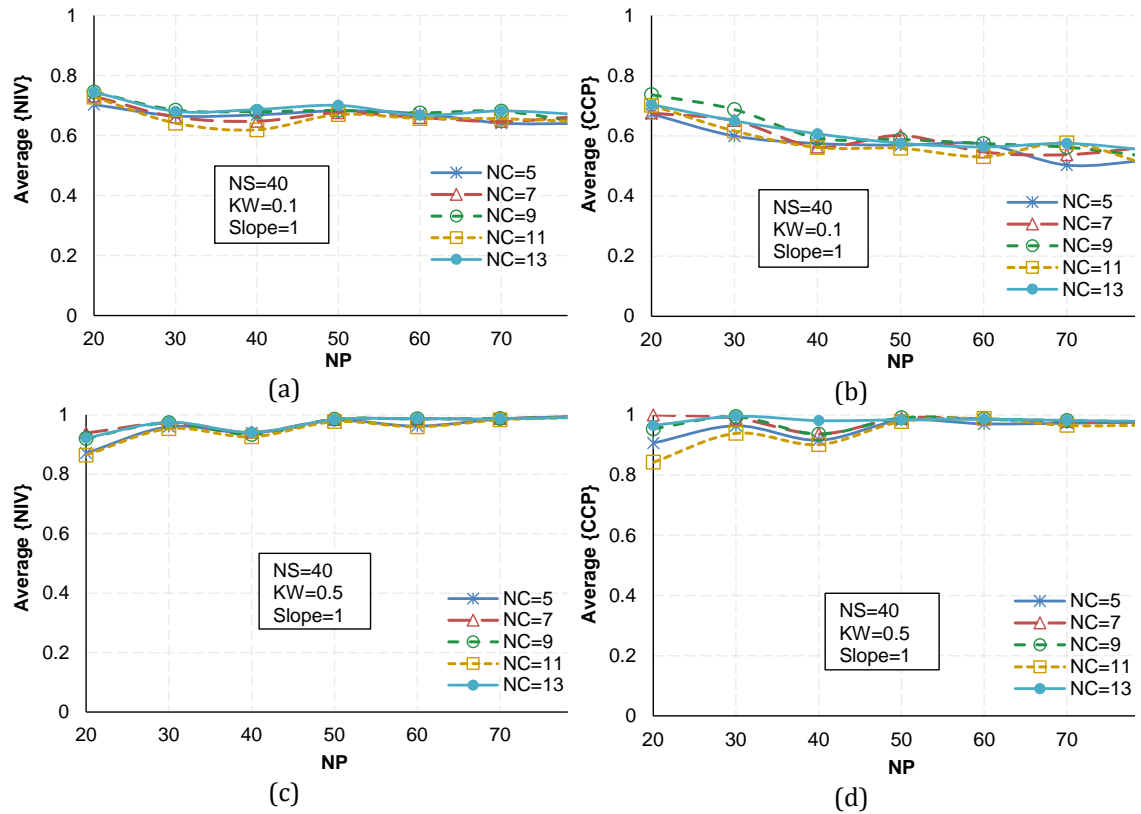 1
0.8
0.6
0.4
0.2
0
Average {NIV}
NS=40
KW=0.1
Slope=1
NC=5
NC=7
NC=9
NC=11
NC=13
20 30 40 50 60 70
NP
(a)
1
0.8
0.6
0.4
0.2
0
Average {CCP}
NS=40
KW=0.1
Slope=1
NC=5
NC=7
NC=9
NC=11
NC=13
20 30 40 50 60 70
NP
(b)
1
0.8
0.6
0.4
0.2
0
Average {NIV}
NS=40
KW=0.5
Slope=1
NC=5
NC=7
NC=9
NC=11
NC=13
20 30 40 50 60 70
NP
(c)
1
0.8
0.6
0.4
0.2
0
Average {CCP}
NS=40
KW=0.5
Slope=1
NC=5
NC=7
NC=9
NC=11
NC=13
20 30 40 50 60 70
NP
(d)